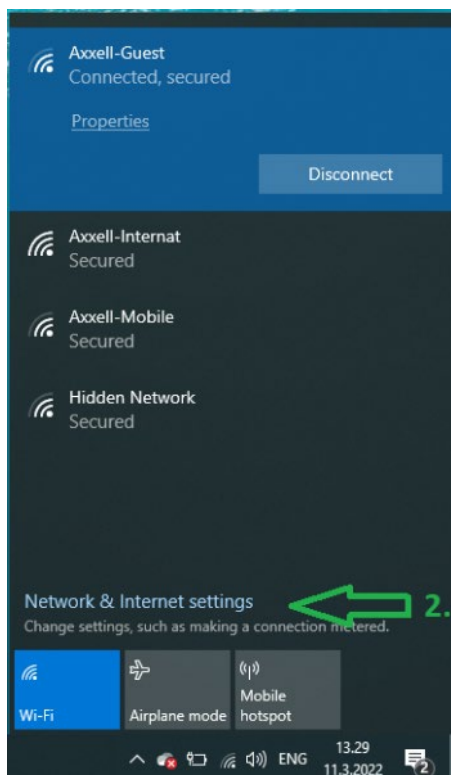 Axxell-Guest
Connected, secured
Properties
Disconnect
Axxell-Internat
Secured
Axxell-Mobile
Secured
Hidden Network
Secured
Network & Internet settings
2.
Change settings, such as making a connection metered.
Wi-Fi
Airplane mode
Mobile
hotspot
ENG
13.29
11.3.2022
2